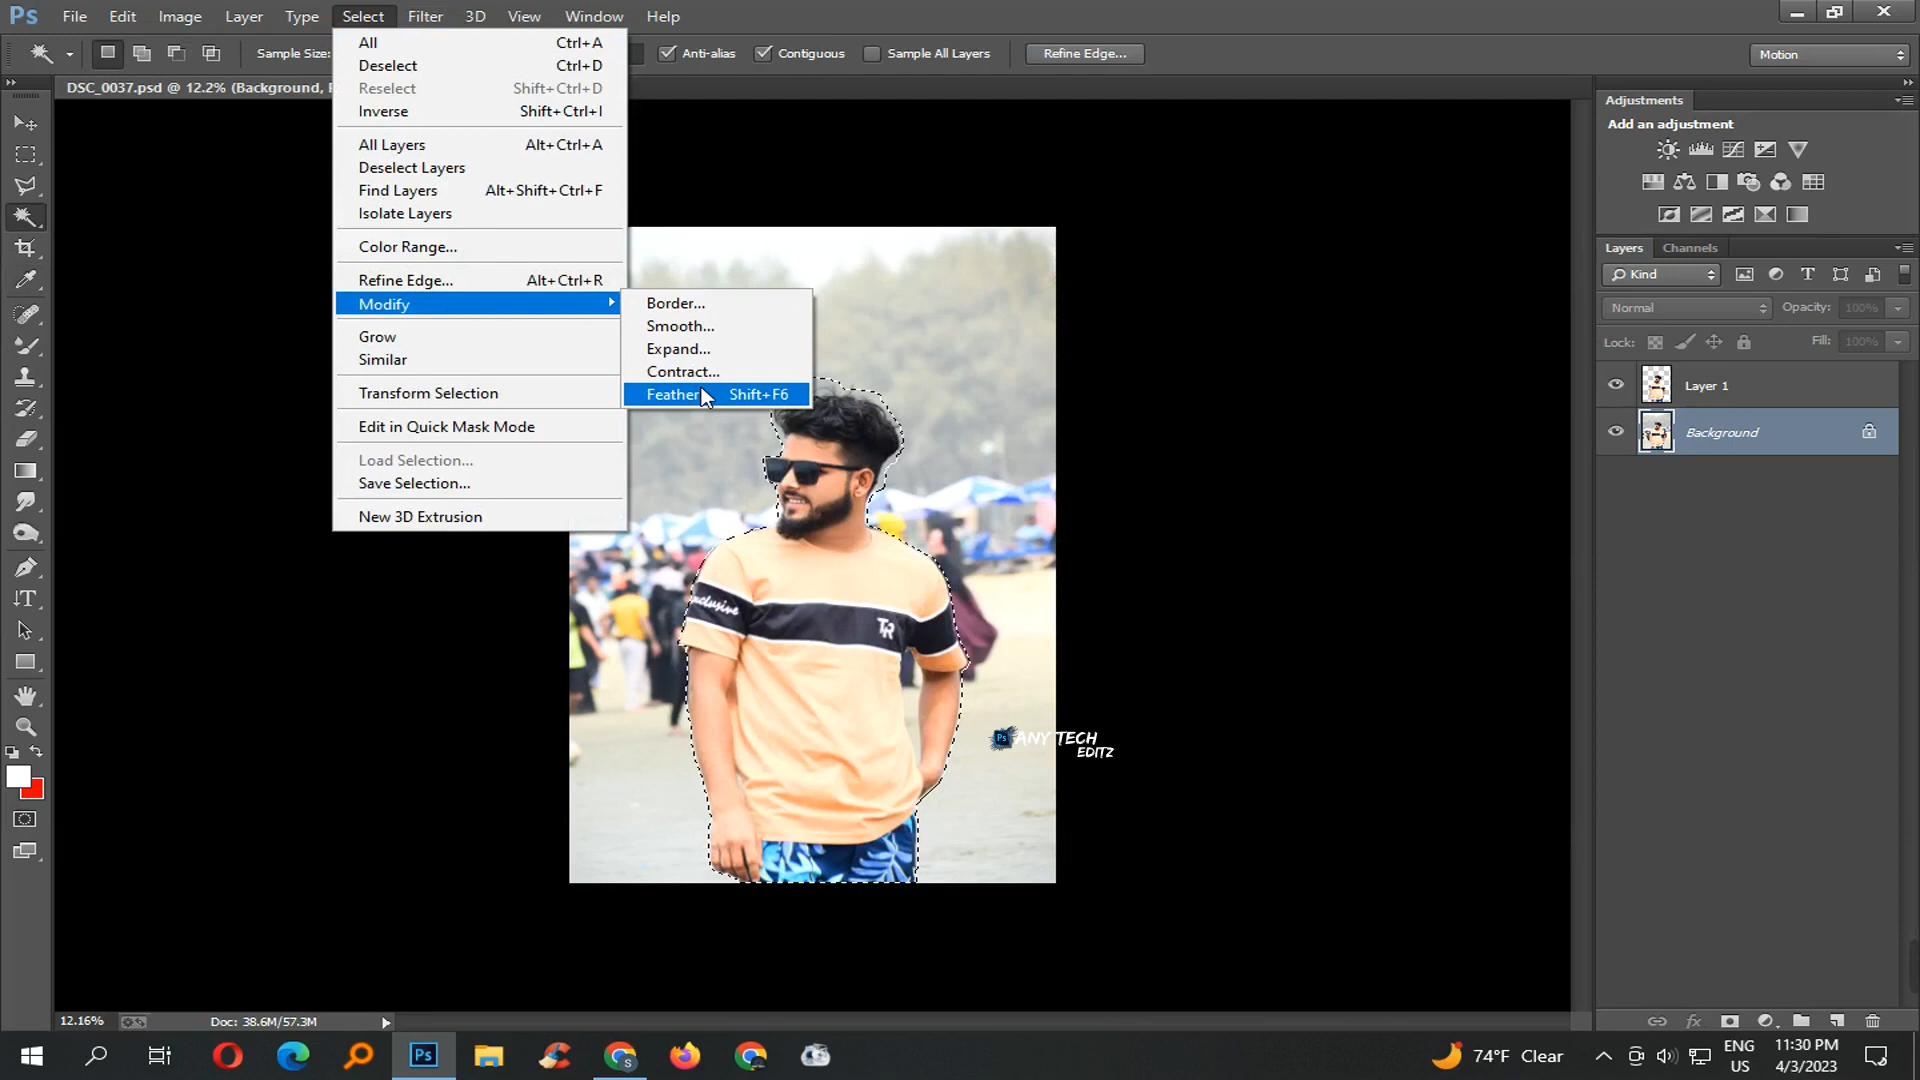 Ps File Edit Image Layer Type Select Filter 3D View Window Help
Sample Size: Anti-alias Contiguous Sample All Layers Refine Edge... Motion
DSC_0037.psd @ 12.2% (Background,
All Ctrl+A
Deselect Ctrl+D
Reselect Shift+Ctrl+D
Inverse Shift+Ctrl+I
All Layers Alt+Ctrl+A
Deselect Layers
Find Layers Alt+Shift+Ctrl+F
Isolate Layers
Color Range...
Refine Edge... Alt+Ctrl+R
Modify
Grow
Similar
Transform Selection
Edit in Quick Mask Mode
Load Selection...
Save Selection...
New 3D Extrusion
Border...
Smooth...
Expand...
Contract...
Feather Shift+F6
Adjustments
Add an adjustment
Layers Channels
Kind
Normal Opacity: 100%
Lock: Fill: 100%
Layer 1
Background
exclusive
TR
Ps ANY TECH
EDITZ
12.16% Doc: 38.6M/57.3M
Ps S 74°F Clear
ENG
US
11:30 PM
4/3/2023